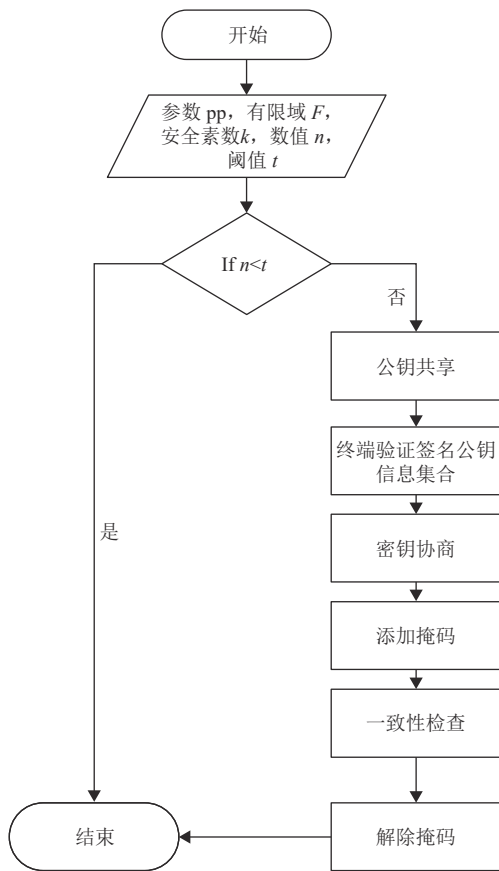 开始
参数 pp，有限域 F，
安全素数k，数值 n，
阈值 t
If n<t
否
公钥共享
终端验证签名公钥
信息集合
密钥协商
是
添加掩码
一致性检查
结束
解除掩码